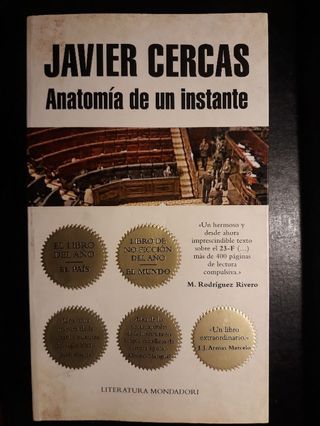 JAVIER CERCAS
Anatomía de un instante
EL LIBRO
DEL AÑO
EL PAÍS
LIBRO DE
NO FICCIÓN
DEL AÑO
EL MUNDO
«Un hermoso y
desde ahora
imprescindible texto
sobre el 23-F (...)
más de 400 páginas
de lectura
compulsiva.»
M. Rodríguez Rivero
«Un libro
extraordinario.»
J.J. Armas Marcelo
LITERATURA MONDADORI